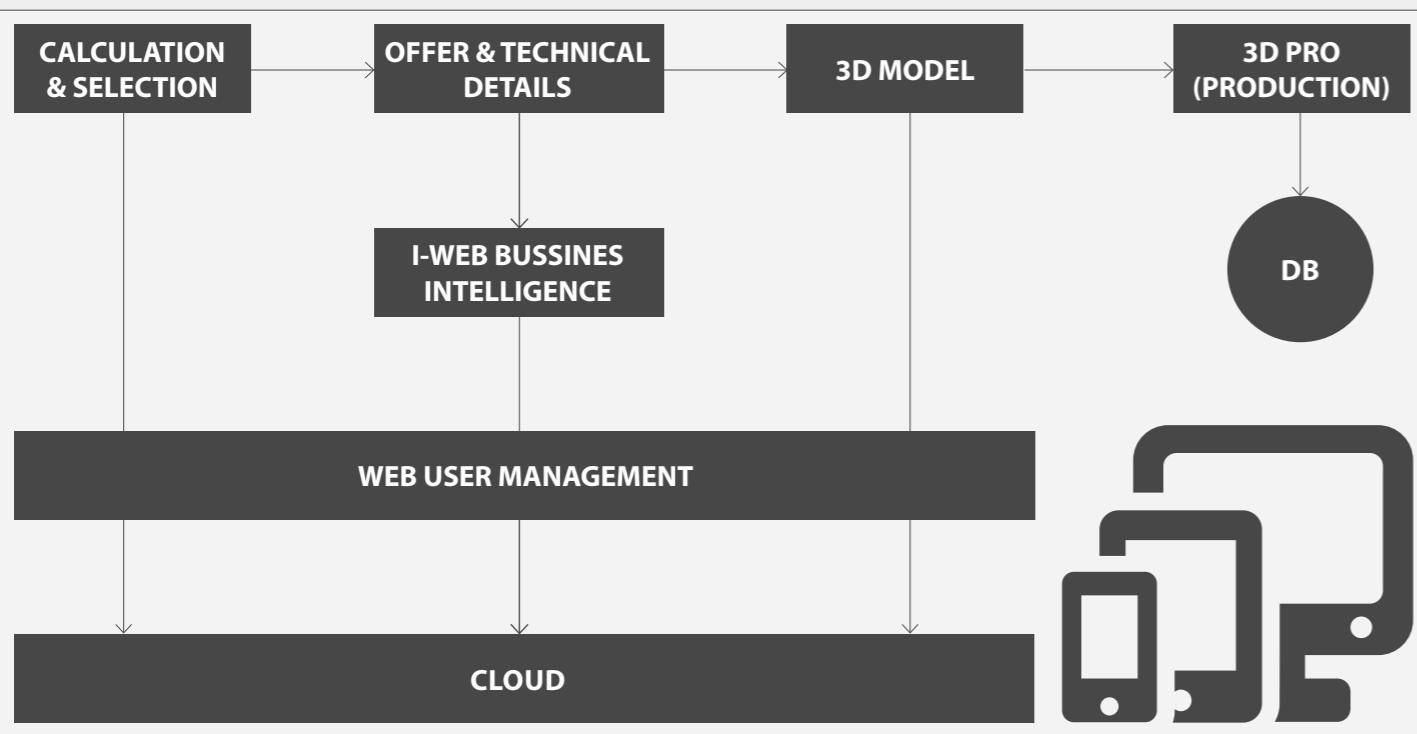 CALCULATION
& SELECTION
OFFER & TECHNICAL
DETAILS
3D MODEL
3D PRO
(PRODUCTION)
I-WEB BUSSINES
INTELLIGENCE
DB
WEB USER MANAGEMENT
CLOUD